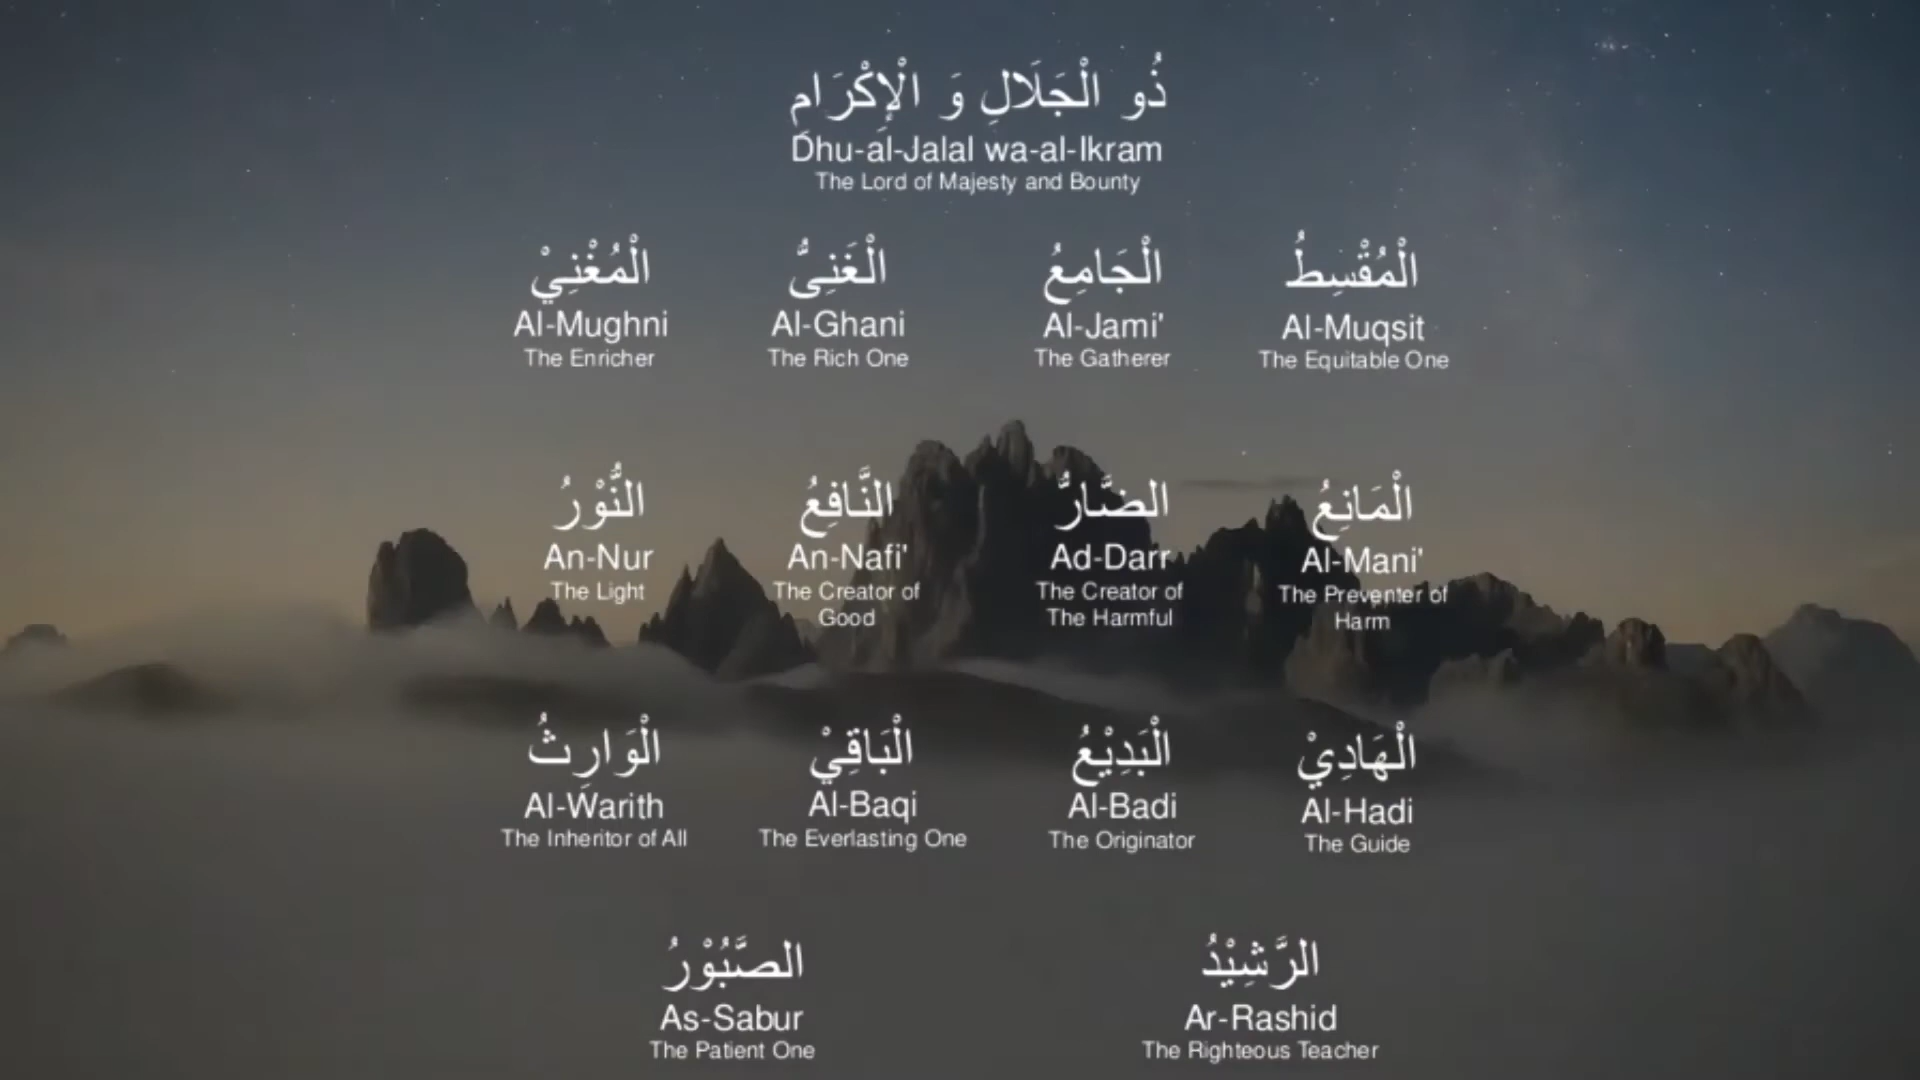 ذُو الْجَلَالِ وَ الْإِكْرَامِ
Dhu-al-Jalal wa-al-Ikram
The Lord of Majesty and Bounty
الْمُقْسِطُ
Al-Muqsit
The Equitable One
الْجَامِعُ
Al-Jami'
The Gatherer
الْغَنِىُّ
Al-Ghani
The Rich One
الْمُغْنِيْ
Al-Mughni
The Enricher
الْمَانِعُ
Al-Mani'
The Preventer of
Harm
الضَّارُّ
Ad-Darr
The Creator of
The Harmful
النَّافِعُ
An-Nafi'
The Creator of
Good
النُّوْرُ
An-Nur
The Light
الْهَادِيْ
Al-Hadi
The Guide
الْبَدِيْعُ
Al-Badi
The Originator
الْبَاقِيْ
Al-Baqi
The Everlasting One
الْوَارِثُ
Al-Warith
The Inheritor of All
الرَّشِيْدُ
Ar-Rashid
The Righteous Teacher
الصَّبُوْرُ
As-Sabur
The Patient One